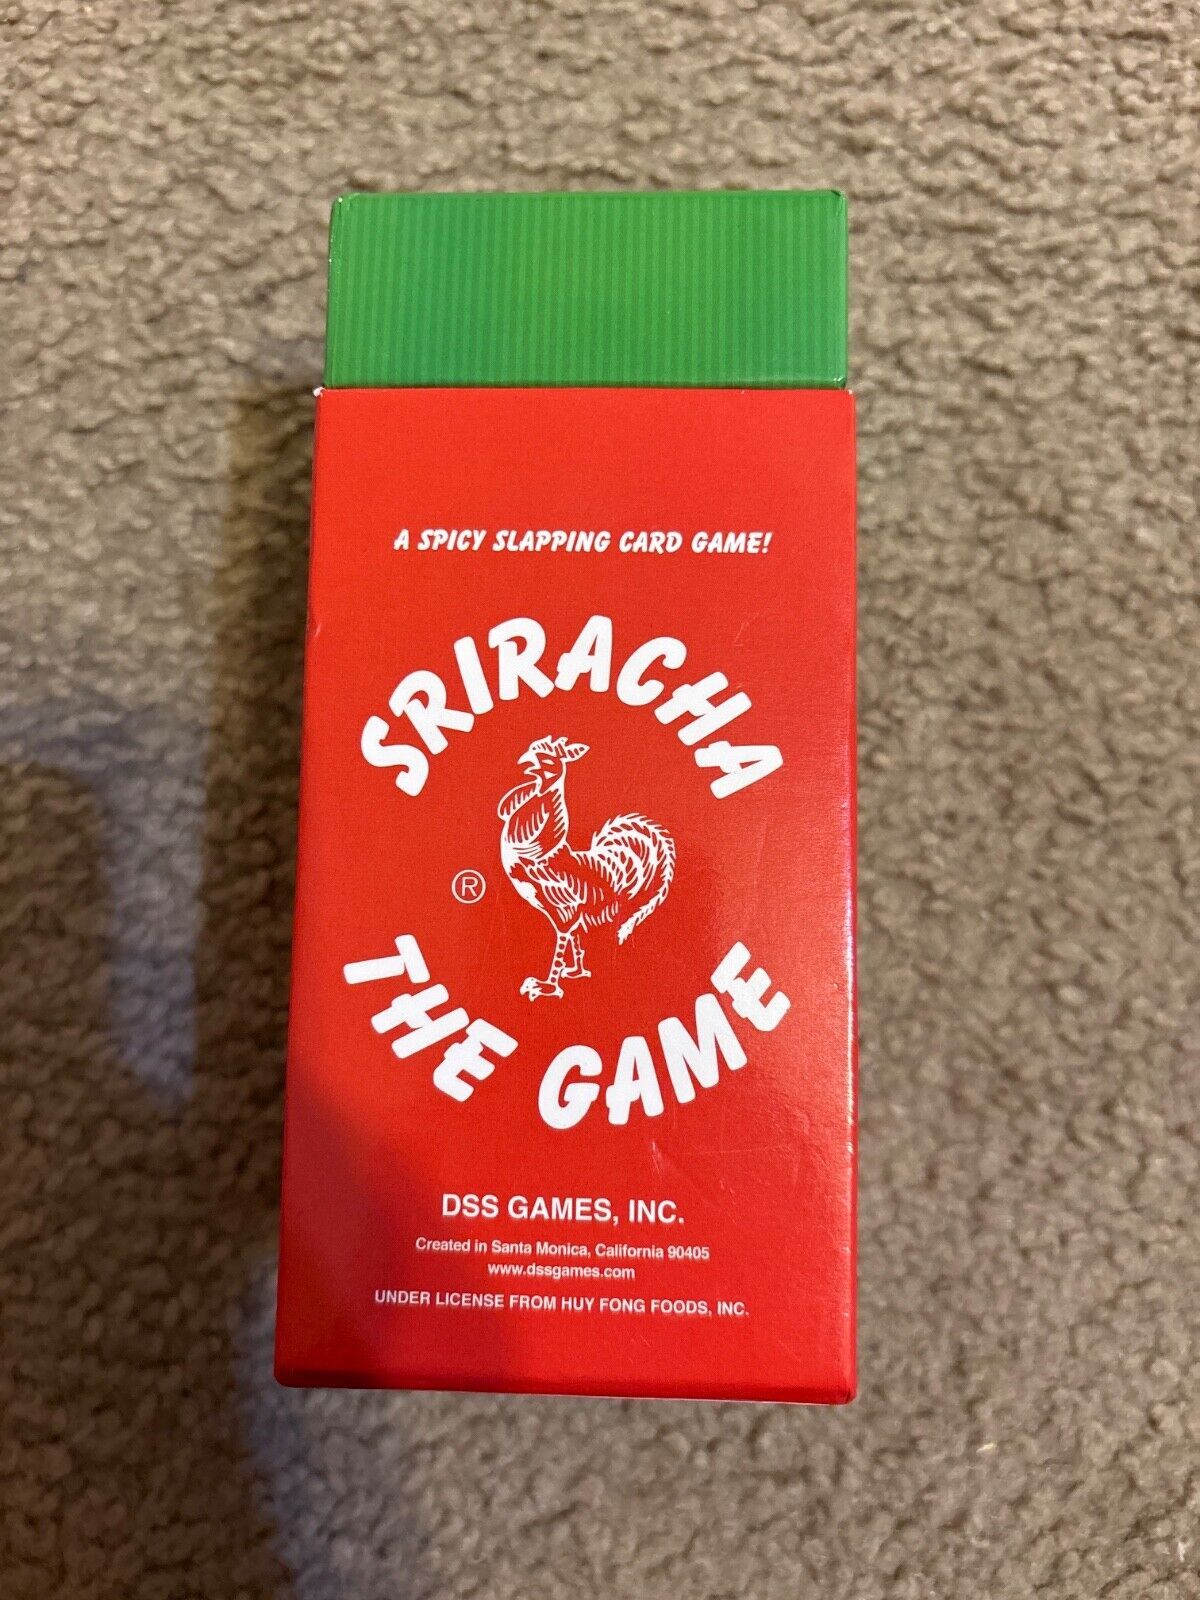 A SPICY SLAPPING CARD GAME!
SRIRACHA
®
THE GAME
DSS GAMES, INC.
Created in Santa Monica, California 90405
www.dssgames.com
UNDER LICENSE FROM HUY FONG FOODS, INC.